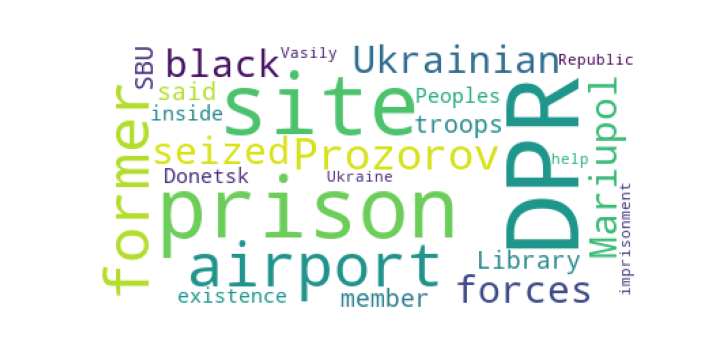 SBU
black
Vasily
Ukrainian
Republic
former
said
site
Peoples
DPR
Mariupol
inside
troops
seized
Prozorov
help
Donetsk
Ukraine
prison
imprisonment
airport
Library
existence
member
forces